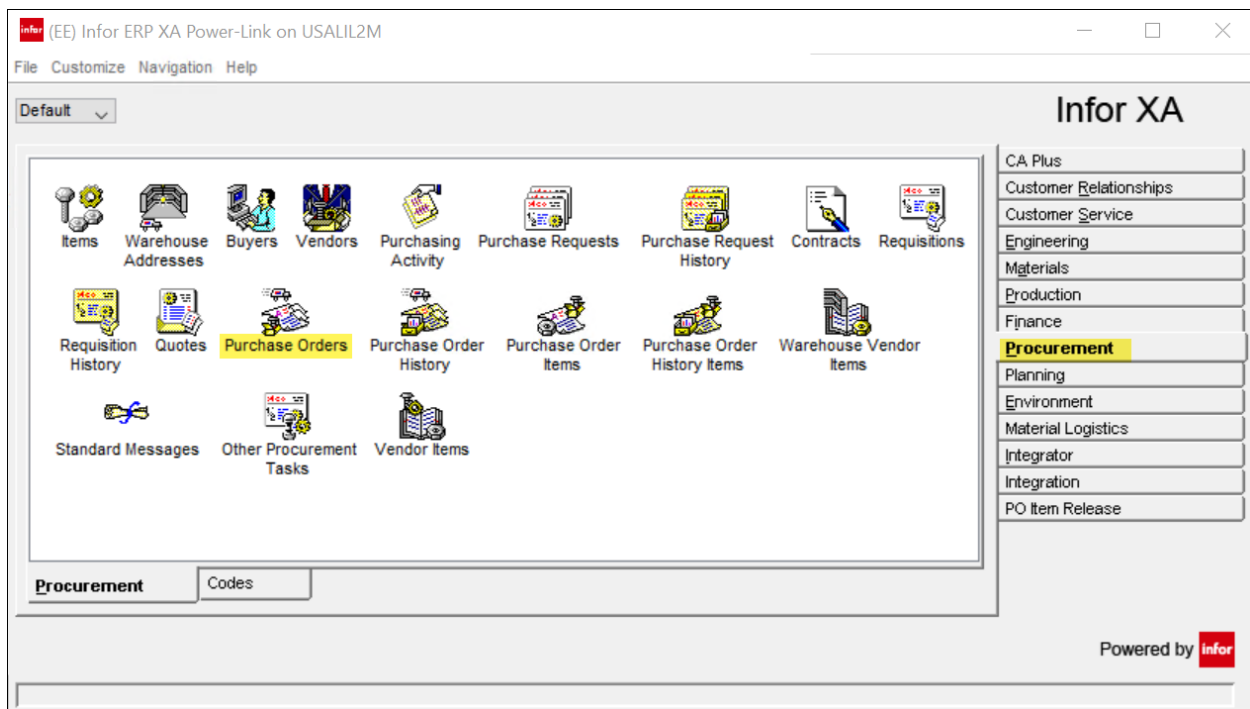 infor (EE) Infor ERP XA Power-Link on USALIL2M
File Customize Navigation Help
Default
Infor XA
Items
Warehouse
Addresses
Buyers
Vendors
Purchasing
Activity
Purchase Requests
Purchase Request
History
Contracts
Requisitions
Requisition
History
Quotes
Purchase Orders
Purchase Order
History
Purchase Order
Items
Purchase Order
History Items
Warehouse Vendor
Items
Standard Messages
Other Procurement
Tasks
Vendor Items
Procurement
Codes
CA Plus
Customer Relationships
Customer Service
Engineering
Materials
Production
Finance
Procurement
Planning
Environment
Material Logistics
Integrator
Integration
PO Item Release
Powered by infor